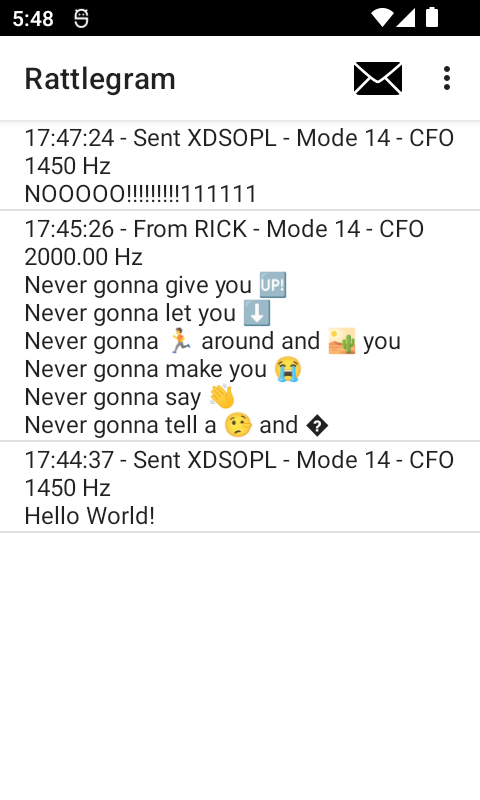 5:48
Rattlegram
17:47:24 - Sent XDSOPL - Mode 14 - CFO
1450 Hz
NOOOOO!!!!!!!!!111111
17:45:26 - From RICK - Mode 14 - CFO
2000.00 Hz
Never gonna give you 🆙
Never gonna let you ⬇️
Never gonna 🏃 around and 🏜️ you
Never gonna make you 😭
Never gonna say 👋
Never gonna tell a 🤥 and �
17:44:37 - Sent XDSOPL - Mode 14 - CFO
1450 Hz
Hello World!